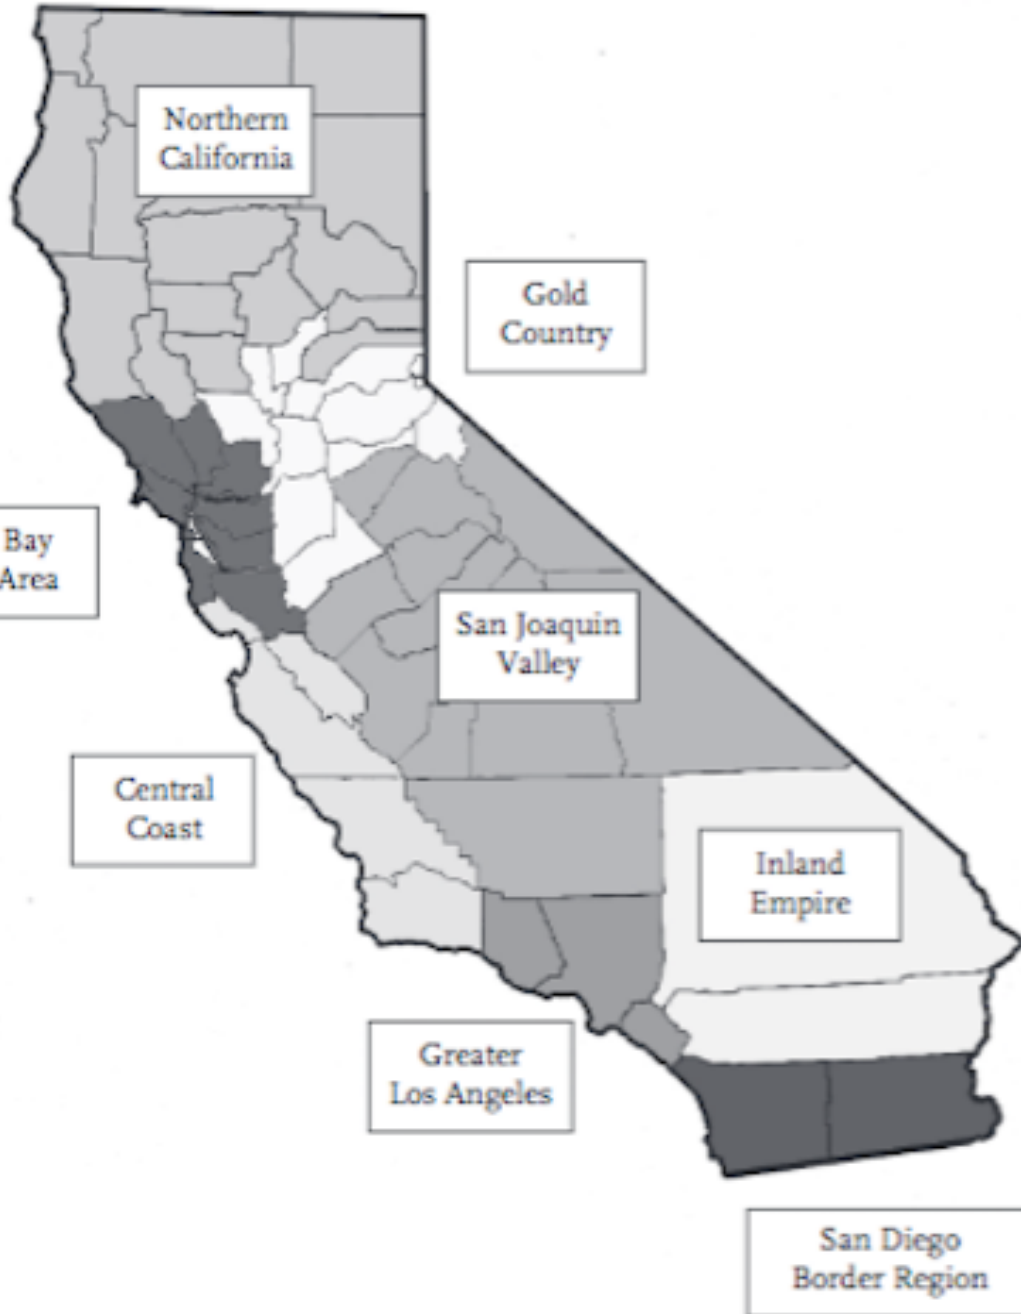 Northern
California
Gold
Country
Bay
Area
San Joaquin
Valley
Central
Coast
Inland
Empire
Greater
Los Angeles
San Diego
Border Region